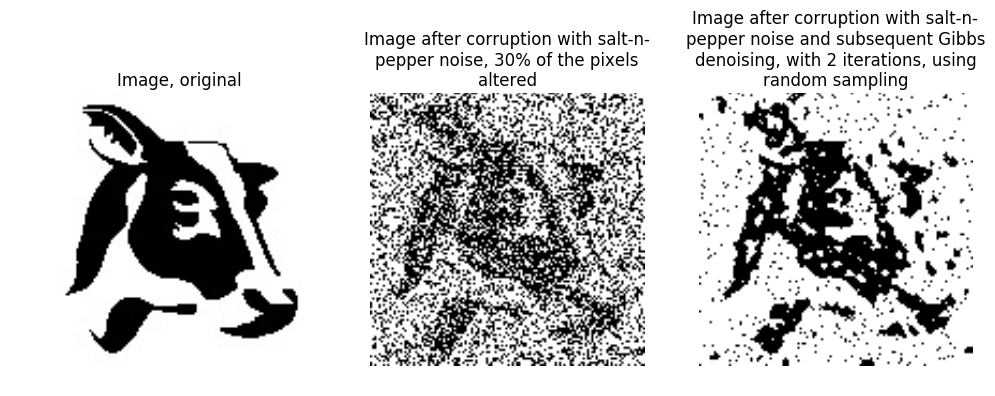 Image, original
Image after corruption with salt-n-
pepper noise, 30% of the pixels
altered
Image after corruption with salt-n-
pepper noise and subsequent Gibbs
denoising, with 2 iterations, using
random sampling